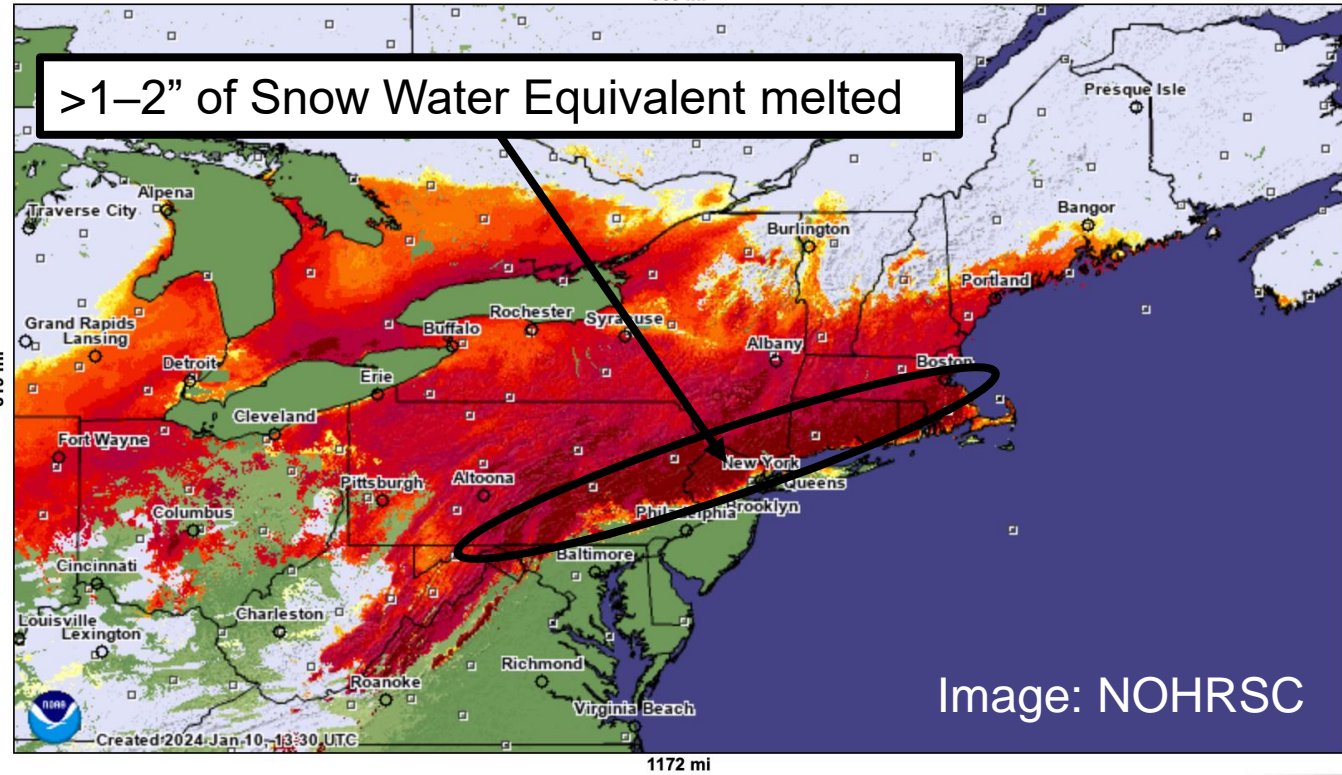 >1–2” of Snow Water Equivalent melted
Presque Isle
Alpena
Traverse City
Bangor
Burlington
Portland
Grand Rapids
Lansing
Rochester
Syracuse
Buffalo
Albany
Detroit
Boston
Erie
Cleveland
Fort Wayne
New York
Queens
Pittsburgh
Altoona
Columbus
Philadelphia
Brooklyn
Baltimore
Cincinnati
Charleston
Louisville
Lexington
Richmond
Roanoke
Virginia Beach
Image: NOHRSC
NOAA
Created 2024 Jan 10, 13:30 UTC
1172 mi